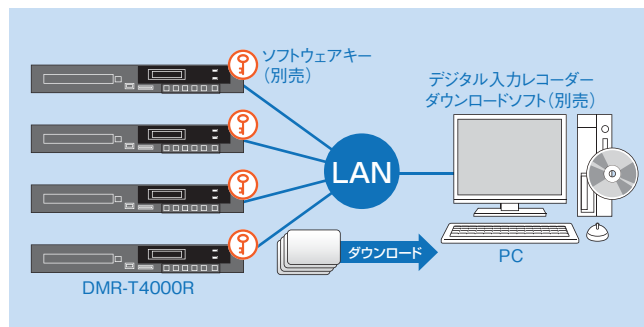 ソフトウェアキー
（別売）
デジタル入力レコーダー
ダウンロードソフト（別売）
LAN
ダウンロード
PC
DMR-T4000R